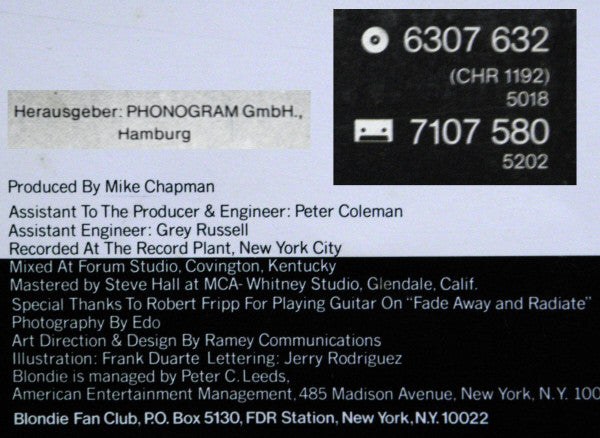 6307 632
(CHR 1192)
5018
7107 580
5202
Herausgeber: PHONOGRAM GmbH.,
Hamburg
Produced By Mike Chapman
Assistant To The Producer & Engineer: Peter Coleman
Assistant Engineer: Grey Russell
Recorded At The Record Plant, New York City
Mixed At Forum Studio, Covington, Kentucky
Mastered by Steve Hall at MCA-Whitney Studio, Glendale, Calif.
Special Thanks To Robert Fripp For Playing Guitar On "Fade Away and Radiate"
Photography By Edo
Art Direction & Design By Ramey Communications
Illustration: Frank Duarte Lettering: Jerry Rodriguez
Blondie is managed by Peter C. Leeds,
American Entertainment Management, 485 Madison Avenue, New York, N.Y. 100
Blondie Fan Club, P.O. Box 5130, FDR Station, New York, N.Y. 10022